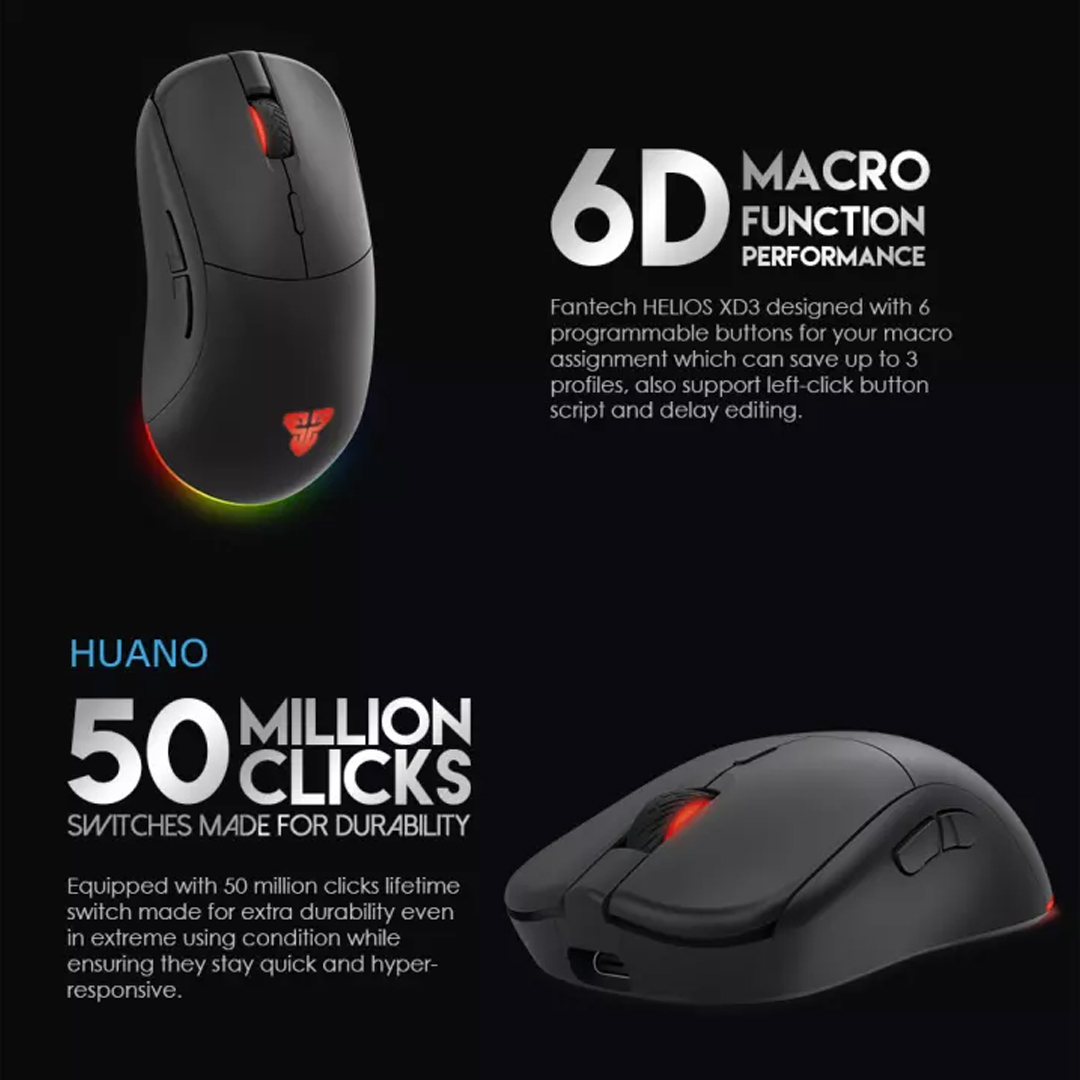 6D MACRO
FUNCTION
PERFORMANCE
Fantech HELIOS XD3 designed with 6
programmable buttons for your macro
assignment which can save up to 3
profiles, also support left-click button
script and delay editing.
HUANO
50 MILLION
CLICKS
SWITCHES MADE FOR DURABILITY
Equipped with 50 million clicks lifetime
switch made for extra durability even
in extreme using condition while
ensuring they stay quick and hyper-
responsive.